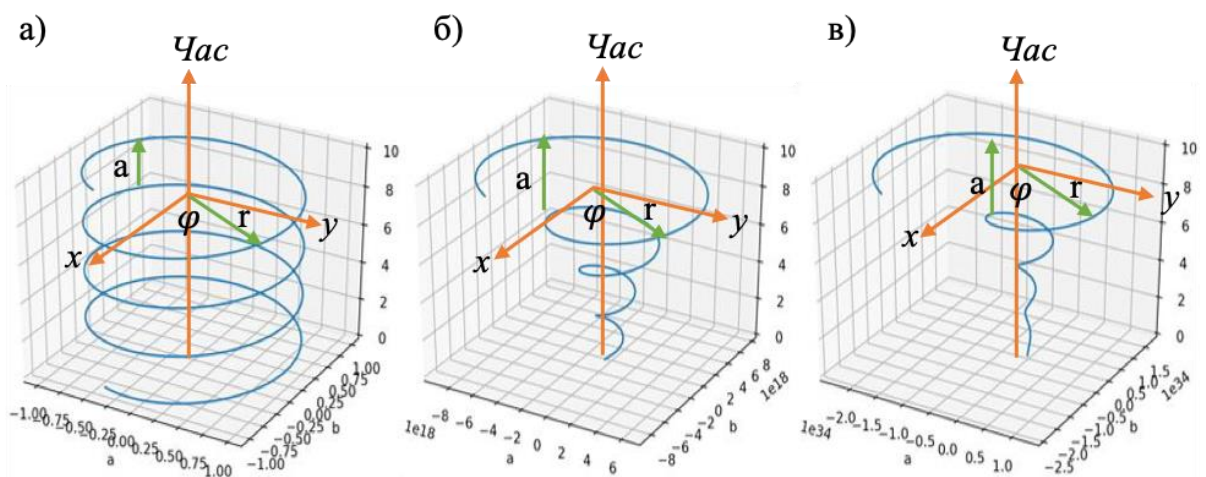 а) б) в)
Час Час Час
a a a
φ r φ r φ r
x y x y x y
10 10 10
8 8 8
6 6 6
4 4 4
2 2 2
0 0 0
−1.00 −0.75 −0.50 −0.25 0.00 0.25 0.50 0.75 1.00
a
−1.00 −0.75 −0.50 −0.25 0.00 0.25 0.50 0.75 1.00
b
1e18 −8 −6 −4 −2 0 2 4 6
a
−8 −6 −4 −2 0 2 4 6 8
1e18
b
1e34 −2.0 −1.5 −1.0 −0.5 0.0 0.5 1.0
a
−2.5 −2.0 −1.5 −1.0 −0.5 0.0 0.5 1.0 1.5
1e34
b